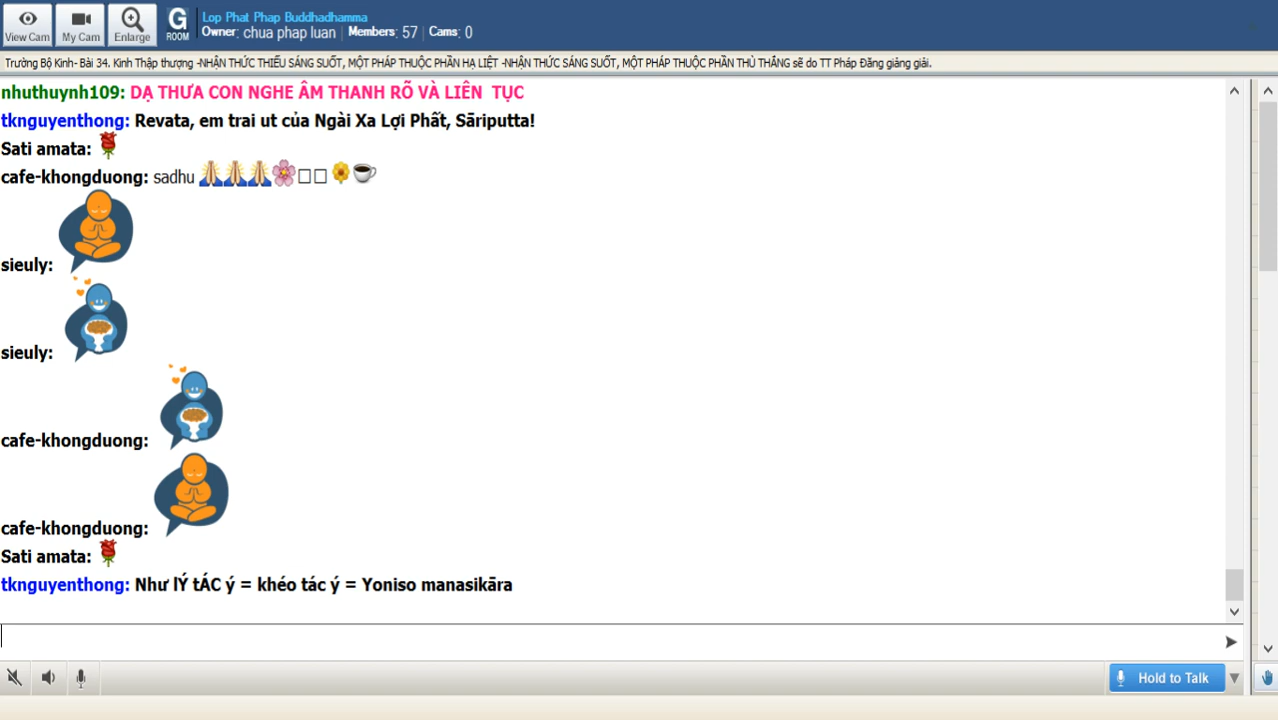 View Cam
My Cam
Enlarge
G
ROOM
Lop Phat Phap Buddhadhamma
Owner: chua phap luan | Members: 57 | Cams: 0
Trường Bộ Kinh- Bài 34. Kinh Thập thượng -NHẬN THỨC THIẾU SÁNG SUỐT, MỘT PHÁP THUỘC PHẦN HẠ LIỆT -NHẬN THỨC SÁNG SUỐT, MỘT PHÁP THUỘC PHẦN THÙ THẮNG sẽ do TT Pháp Đăng giảng giải.
nhuthuynh109: DẠ THƯA CON NGHE ÂM THANH RÕ VÀ LIÊN TỤC
tknguyenthong: Revata, em trai ut của Ngài Xa Lợi Phất, Sāriputta!
Sati amata:
cafe-khongduong: sadhu
sieuly:
sieuly:
cafe-khongduong:
cafe-khongduong:
Sati amata:
tknguyenthong: Như lÝ tÁC ý = khéo tác ý = Yoniso manasikāra
Hold to Talk